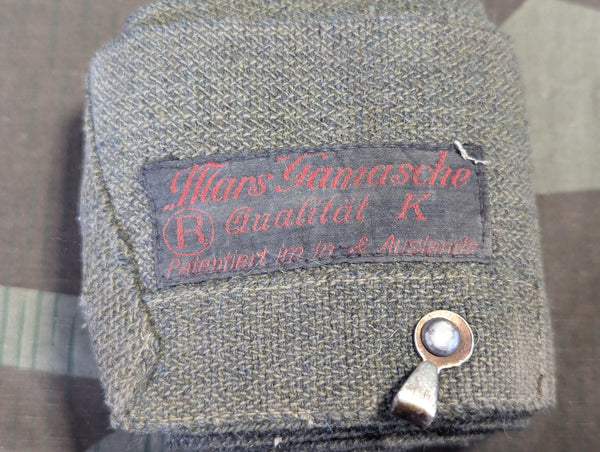 Mars Gamasche
R Qualität K
Patentiert im In- & Auslande